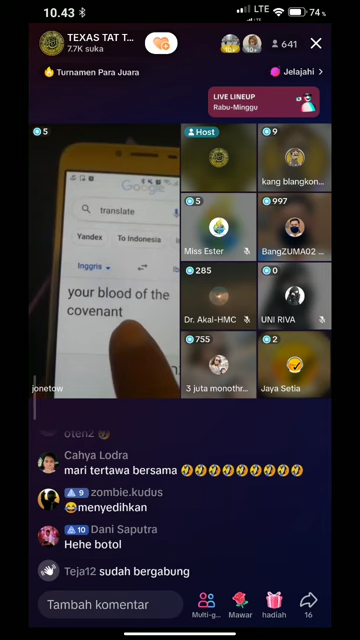 10.43
LTE
74%
TEXAS TAT T...
7.7K suka
10+
641
Turnamen Para Juara
Jelajahi >
LIVE LINEUP
Rabu-Minggu
5
Google
translate
Yandex
To Indonesia
Inggris
your blood of the
covenant
jonetow
Host
9
kang blangkon...
5
Miss Ester
997
BangZUMA02 ...
285
Dr. Akal-HMC
0
UNI RIVA
755
3 juta monothr...
2
Jaya Setia
Cahya Lodra
mari tertawa bersama 🤣🤣🤣🤣🤣🤣🤣🤣🤣
9 zombie.kudus
😂menyedihkan
10 Dani Saputra
Hehe botol
Teja12 sudah bergabung
Tambah komentar
Multi-g...
Mawar
hadiah
16